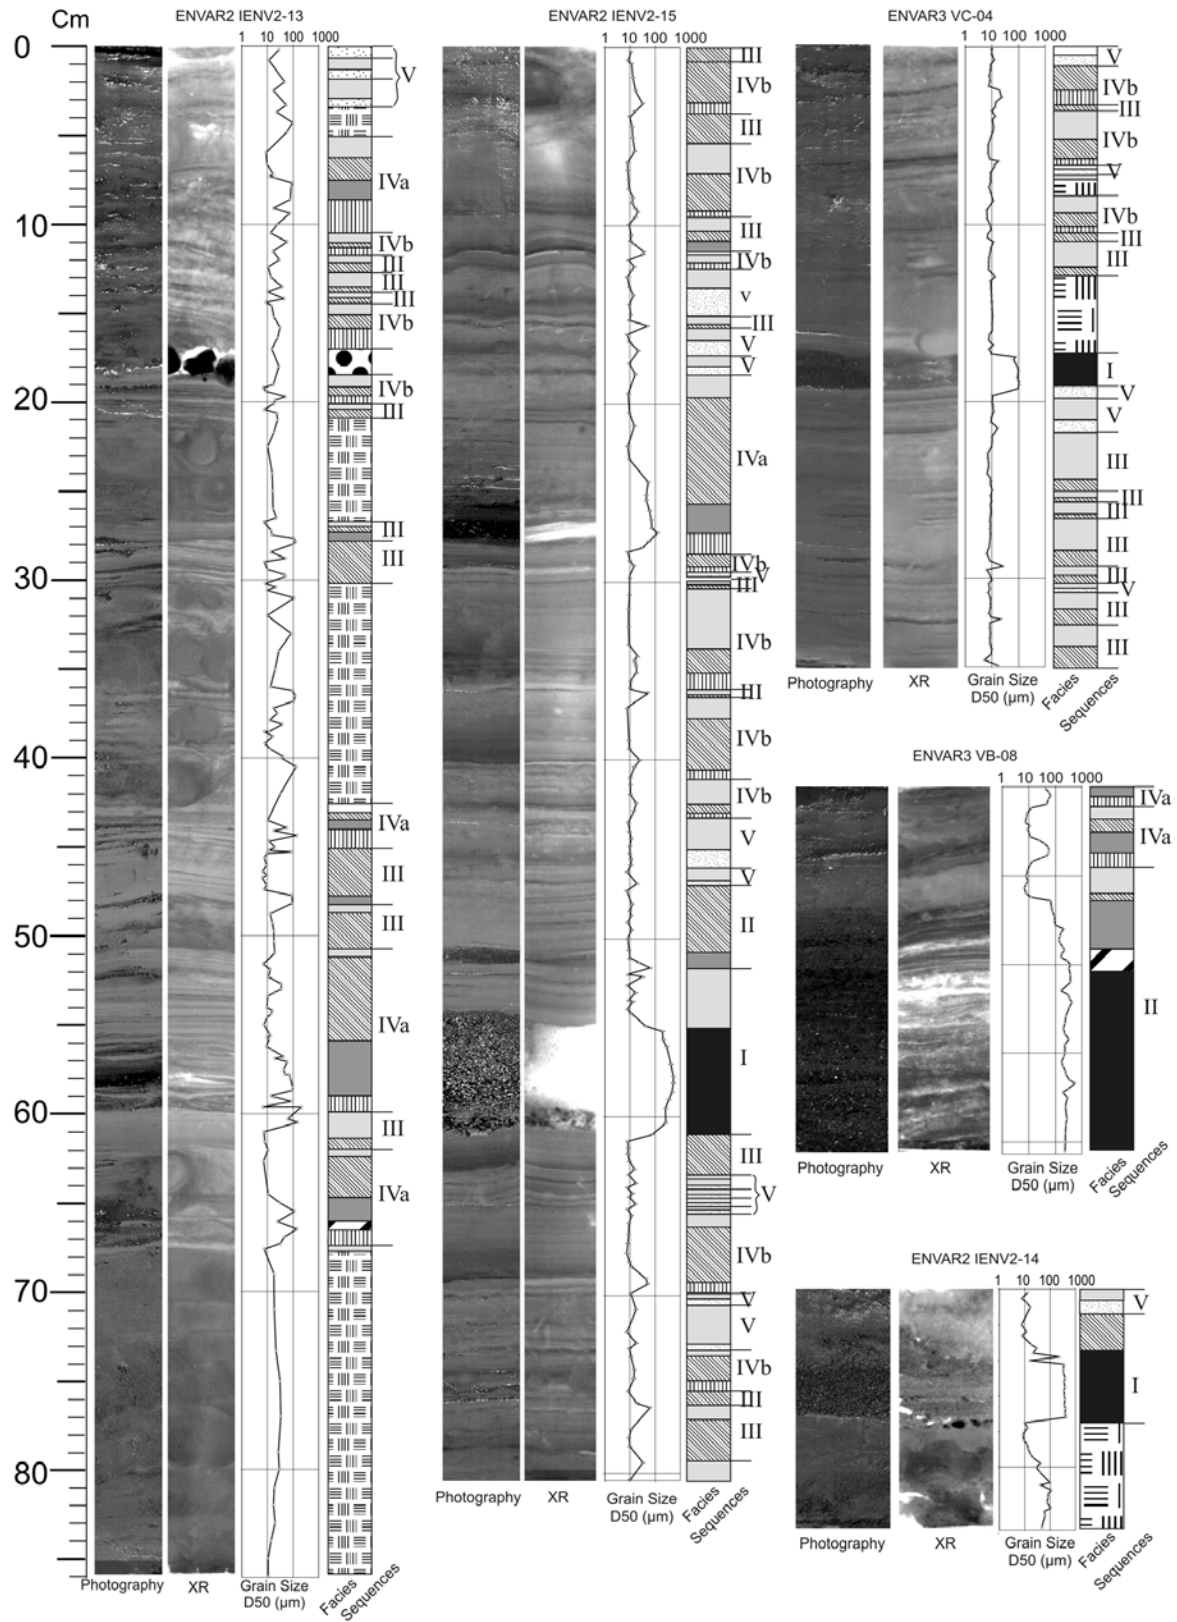 Cm
0
10
20
30
40
50
60
70
80
ENVAR2 IENV2-13
1 10 100 1000
V
IVa
IVb
III
III
III
IVb
IVb
III
III
III
IVa
III
III
IVa
III
IVa
Photography
XR
Grain Size
D50 (µm)
Facies
Sequences
ENVAR2 IENV2-15
1 10 100 1000
III
IVb
III
IVb
III
IVb
v
III
V
V
IVa
IVb
V
III
IVb
III
IVb
IVb
V
V
II
I
III
V
IVb
V
V
IVb
III
III
Photography
XR
Grain Size
D50 (µm)
Facies
Sequences
ENVAR3 VC-04
1 10 100 1000
V
IVb
III
IVb
V
IVb
III
III
I
V
V
III
III
III
III
III
V
III
III
Photography
XR
Grain Size
D50 (µm)
Facies
Sequences
ENVAR3 VB-08
1 10 100 1000
IVa
IVa
II
Photography
XR
Grain Size
D50 (µm)
Facies
Sequences
ENVAR2 IENV2-14
1 10 100 1000
V
I
Photography
XR
Grain Size
D50 (µm)
Facies
Sequences